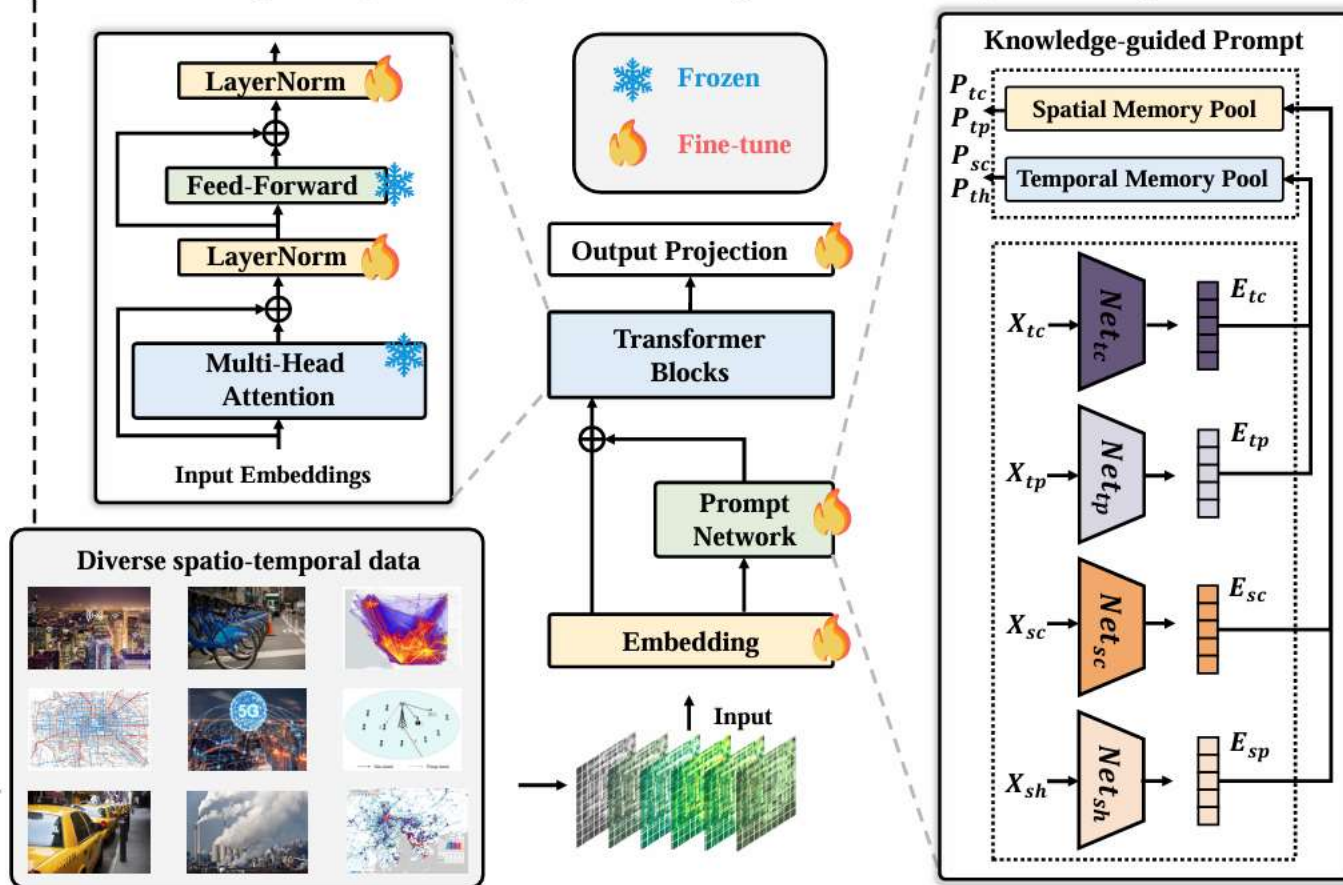 LayerNorm
Feed-Forward
LayerNorm
Multi-Head
Attention
Input Embeddings
Frozen
Fine-tune
Output Projection
Transformer
Blocks
Prompt
Network
Embedding
Input
Diverse spatio-temporal data
5G
Knowledge-guided Prompt
P_tc
P_tp
Spatial Memory Pool
P_sc
P_th
Temporal Memory Pool
X_tc Net_tc E_tc
X_tp Net_tp E_tp
X_sc Net_sc E_sc
X_sh Net_sh E_sp